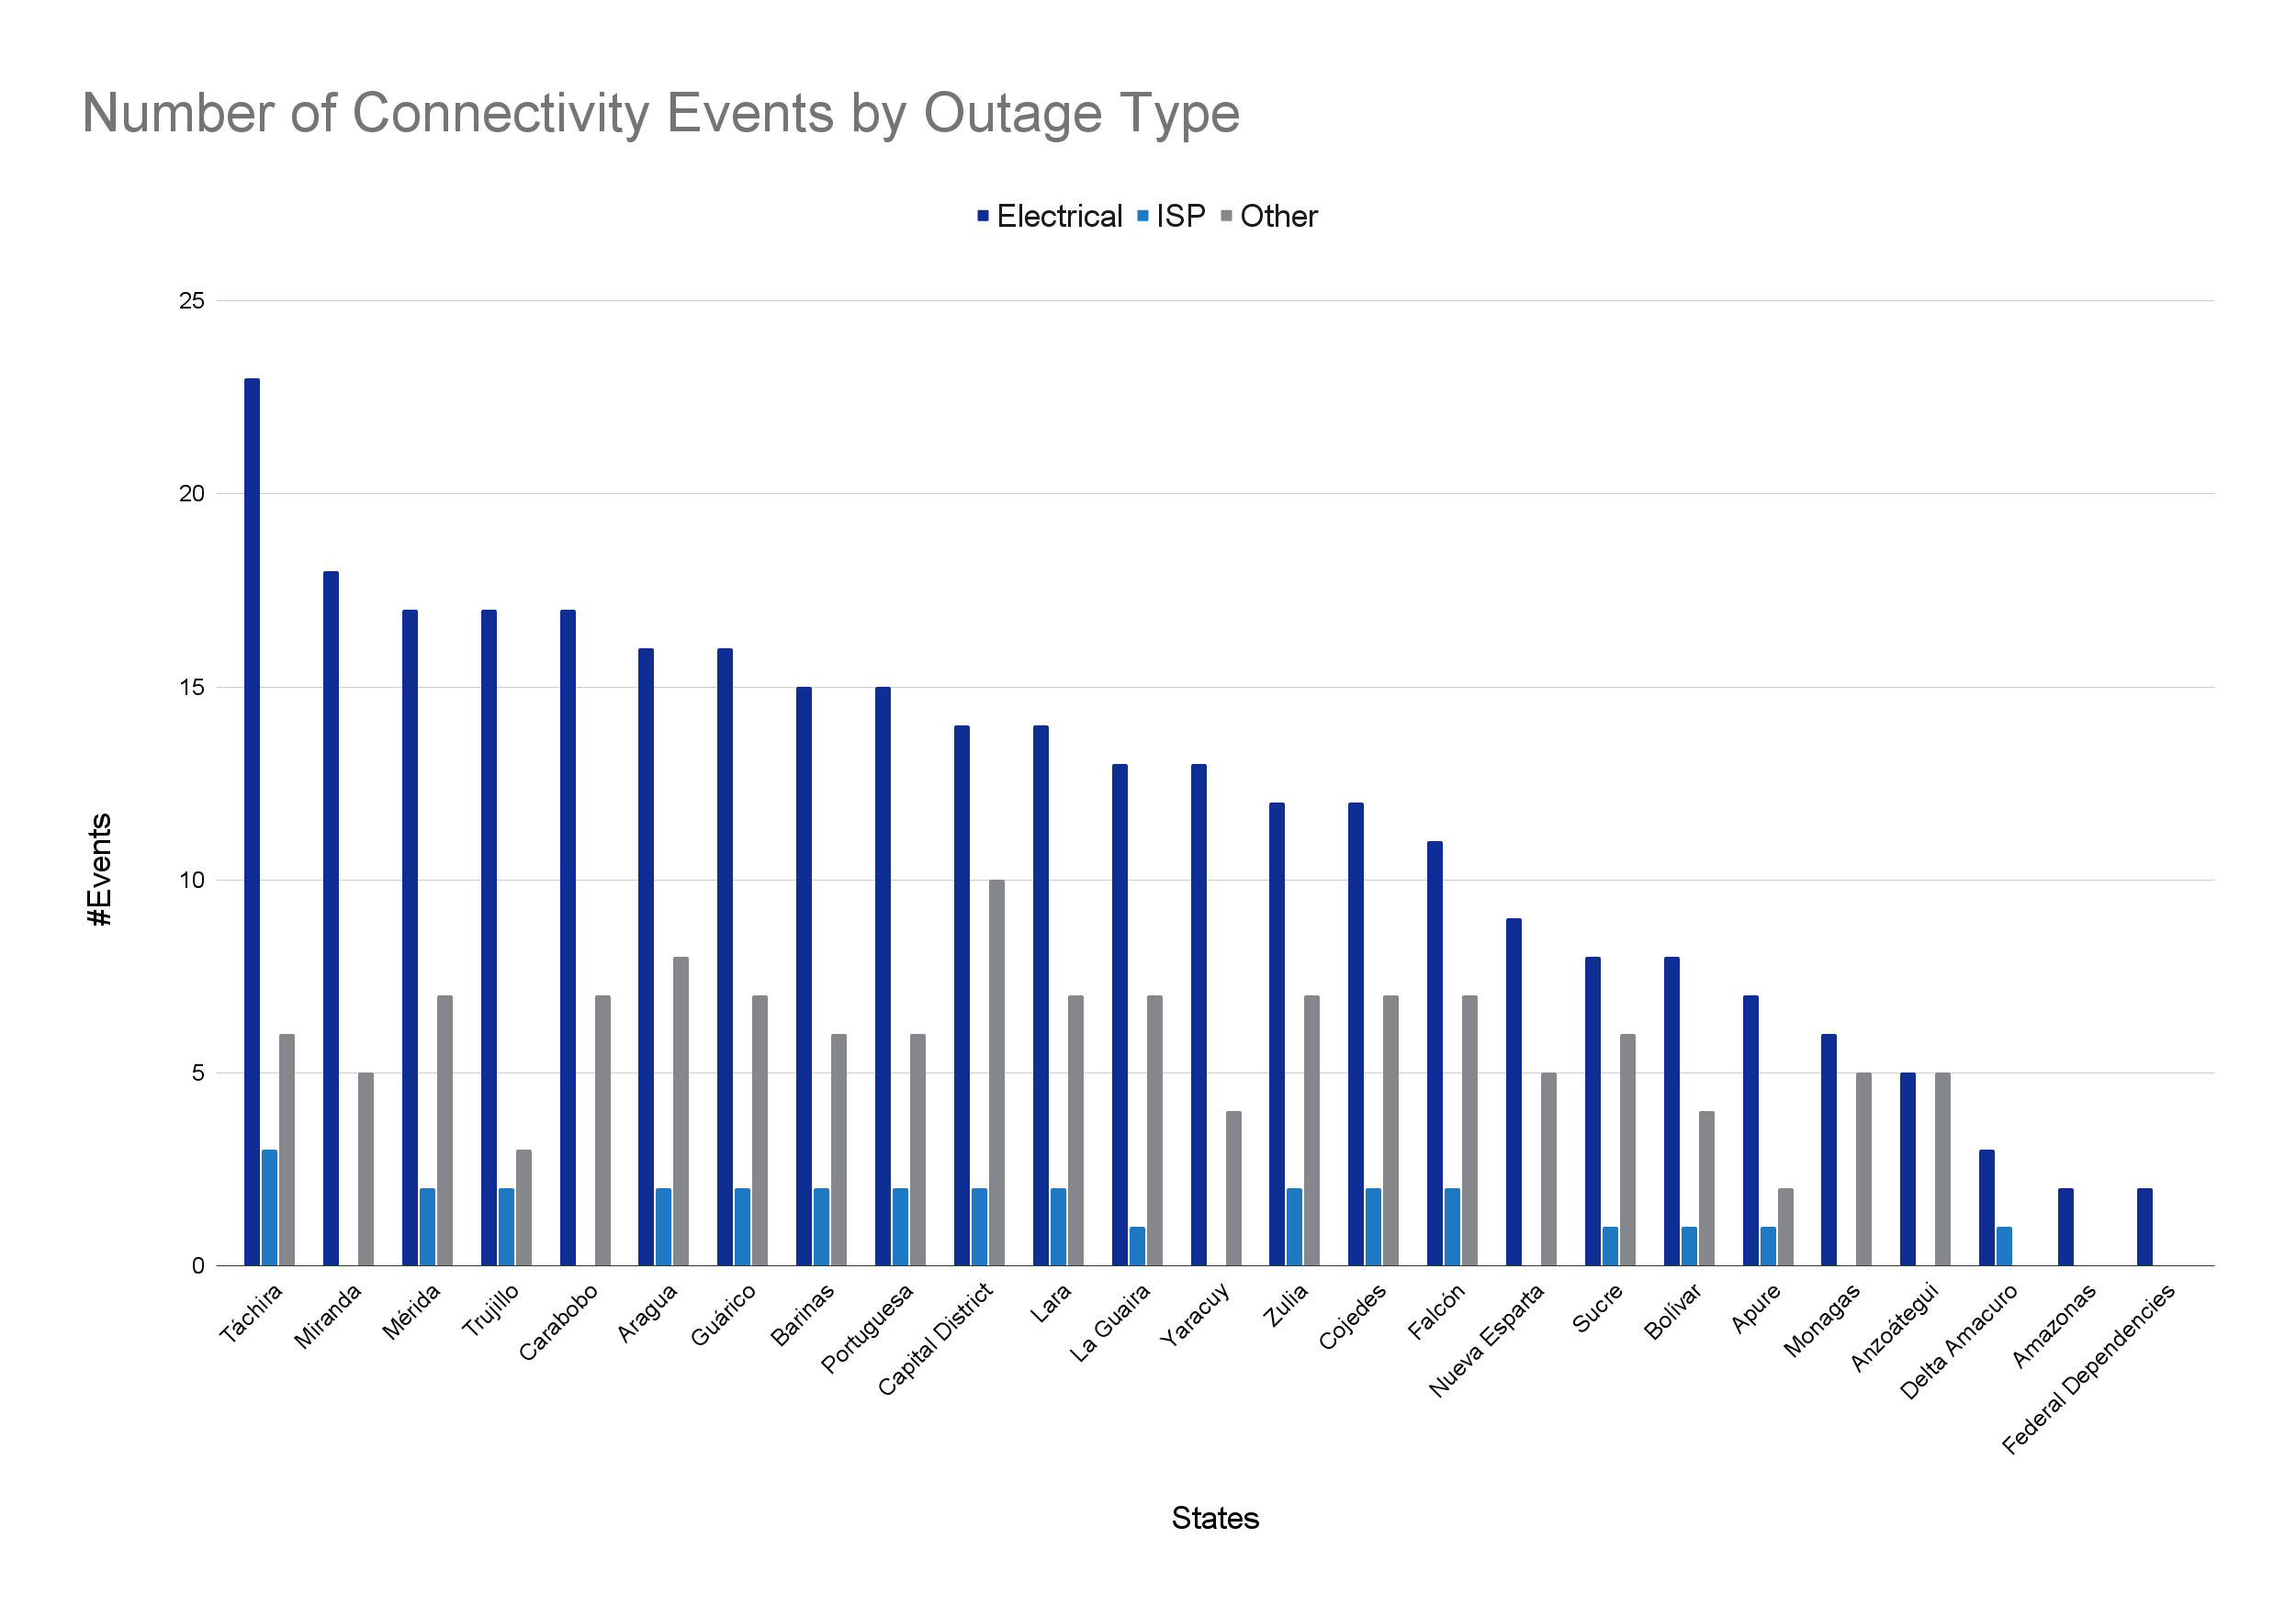 Number of Connectivity Events by Outage Type
Electrical ISP Other
25
20
15
10
5
0
#Events
Táchira
Miranda
Mérida
Trujillo
Carabobo
Aragua
Guárico
Barinas
Portuguesa
Capital District
Lara
La Guaira
Yaracuy
Zulia
Cojedes
Falcón
Nueva Esparta
Sucre
Bolívar
Apure
Monagas
Anzoátegui
Delta Amacuro
Amazonas
Federal Dependencies
States